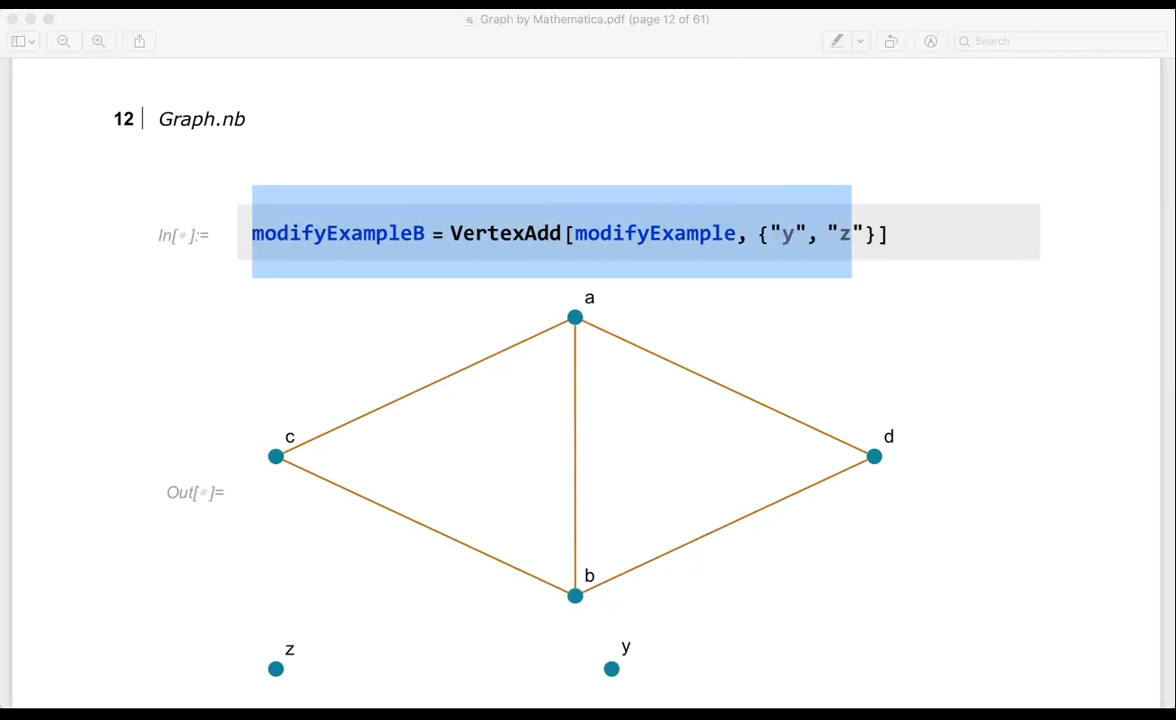 Graph by Mathematica.pdf (page 12 of 61)
Search
12 | Graph.nb
In[ ]:= modifyExampleB = VertexAdd[modifyExample, {"y", "z"}]
a
c
d
Out[ ]=
b
z
y